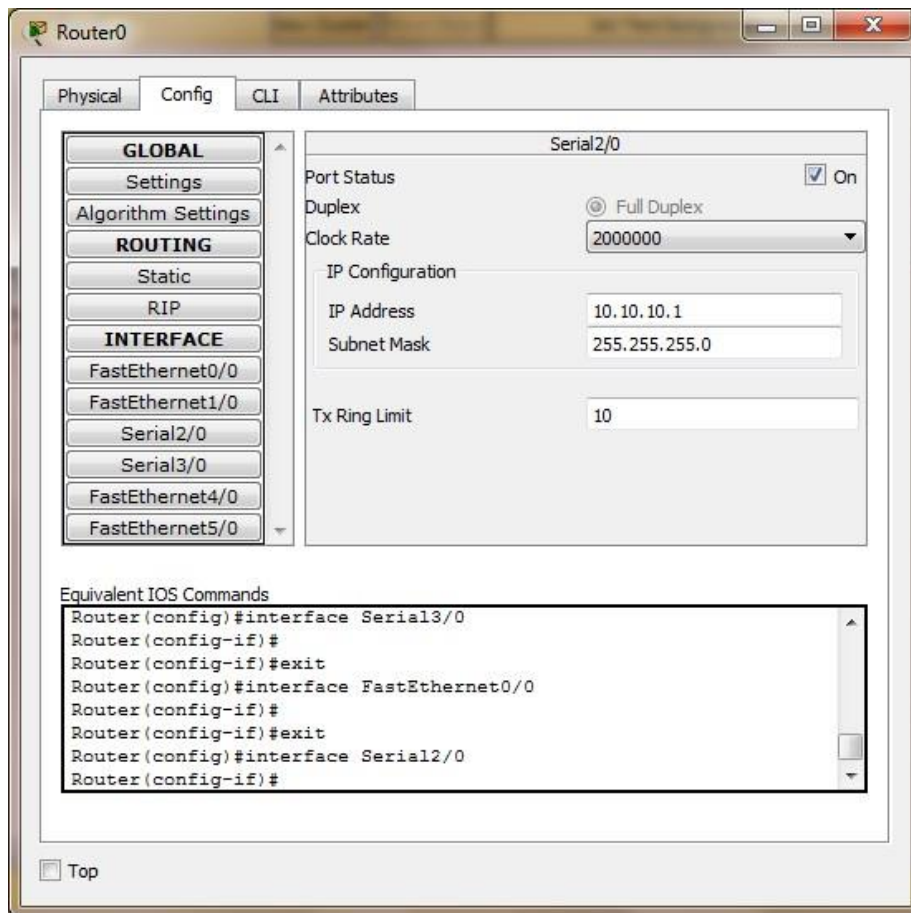 Router0
Physical Config CLI Attributes
GLOBAL
Settings
Algorithm Settings
ROUTING
Static
RIP
INTERFACE
FastEthernet0/0
FastEthernet1/0
Serial2/0
Serial3/0
FastEthernet4/0
FastEthernet5/0
Serial2/0
Port Status On
Duplex Full Duplex
Clock Rate 2000000
IP Configuration
IP Address 10.10.10.1
Subnet Mask 255.255.255.0
Tx Ring Limit 10
Equivalent IOS Commands
Router(config)#interface Serial3/0
Router(config-if)#
Router(config-if)#exit
Router(config)#interface FastEthernet0/0
Router(config-if)#
Router(config-if)#exit
Router(config)#interface Serial2/0
Router(config-if)#
Top